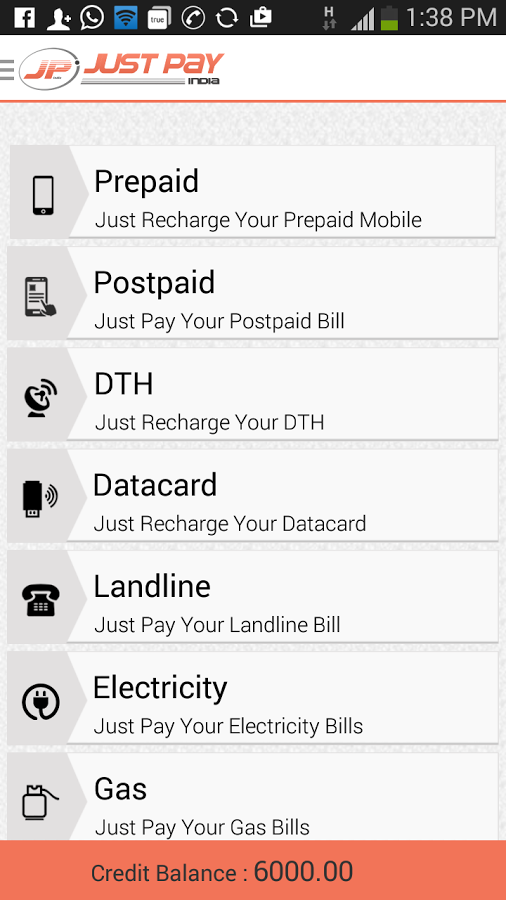 true
H
1:38 PM
JP
JUST PAY
INDIA
Prepaid
Just Recharge Your Prepaid Mobile
Postpaid
Just Pay Your Postpaid Bill
DTH
Just Recharge Your DTH
Datacard
Just Recharge Your Datacard
Landline
Just Pay Your Landline Bill
Electricity
Just Pay Your Electricity Bills
Gas
Just Pay Your Gas Bills
Credit Balance : 6000.00